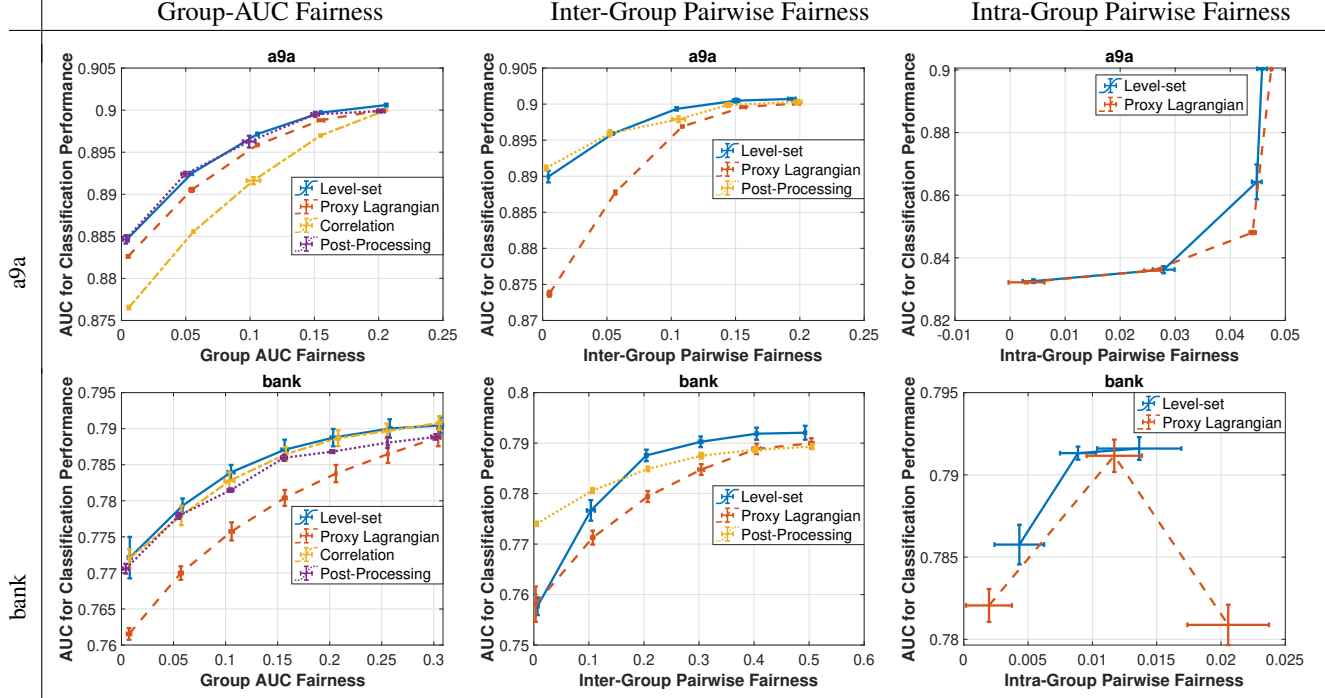 Group-AUC Fairness
Inter-Group Pairwise Fairness
Intra-Group Pairwise Fairness
a9a
a9a
AUC for Classification Performance
0.905
0.9
0.895
0.89
0.885
0.88
0.875
0 0.05 0.1 0.15 0.2 0.25
Group AUC Fairness
Level-set
Proxy Lagrangian
Correlation
Post-Processing
a9a
AUC for Classification Performance
0.905
0.9
0.895
0.89
0.885
0.88
0.875
0.87
0 0.05 0.1 0.15 0.2 0.25
Inter-Group Pairwise Fairness
Level-set
Proxy Lagrangian
Post-Processing
a9a
AUC for Classification Performance
0.9
0.88
0.86
0.84
0.82
-0.01 0 0.01 0.02 0.03 0.04 0.05
Intra-Group Pairwise Fairness
Level-set
Proxy Lagrangian
bank
bank
AUC for Classification Performance
0.795
0.79
0.785
0.78
0.775
0.77
0.765
0.76
0 0.05 0.1 0.15 0.2 0.25 0.3
Group AUC Fairness
Level-set
Proxy Lagrangian
Correlation
Post-Processing
bank
AUC for Classification Performance
0.8
0.79
0.78
0.77
0.76
0.75
0 0.1 0.2 0.3 0.4 0.5 0.6
Inter-Group Pairwise Fairness
Level-set
Proxy Lagrangian
Post-Processing
bank
AUC for Classification Performance
0.795
0.79
0.785
0.78
0 0.005 0.01 0.015 0.02 0.025
Intra-Group Pairwise Fairness
Level-set
Proxy Lagrangian